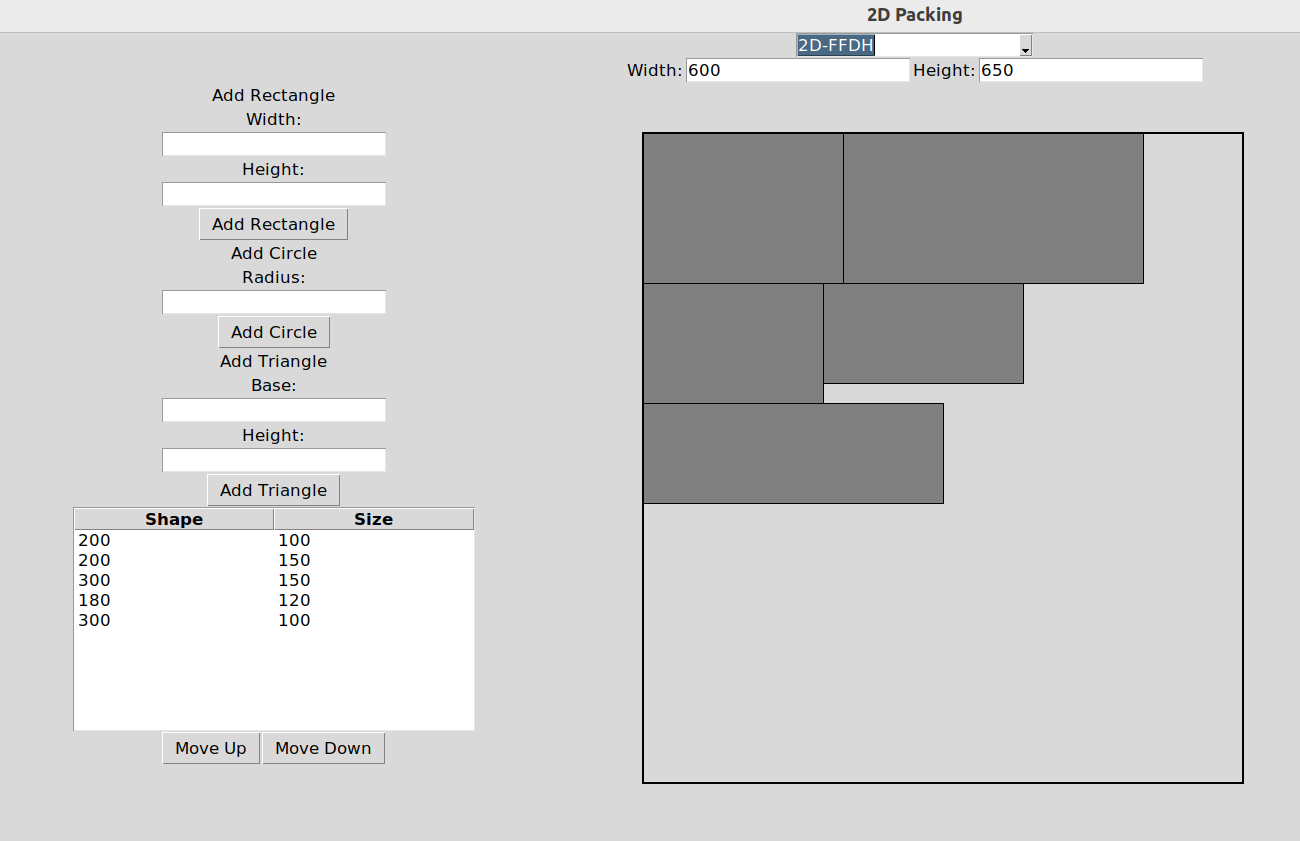 2D Packing
2D-FFDH
Width: 600 Height: 650
Add Rectangle
Width:
Height:
Add Rectangle
Add Circle
Radius:
Add Circle
Add Triangle
Base:
Height:
Add Triangle
Shape Size
200 100
200 150
300 150
180 120
300 100
Move Up Move Down